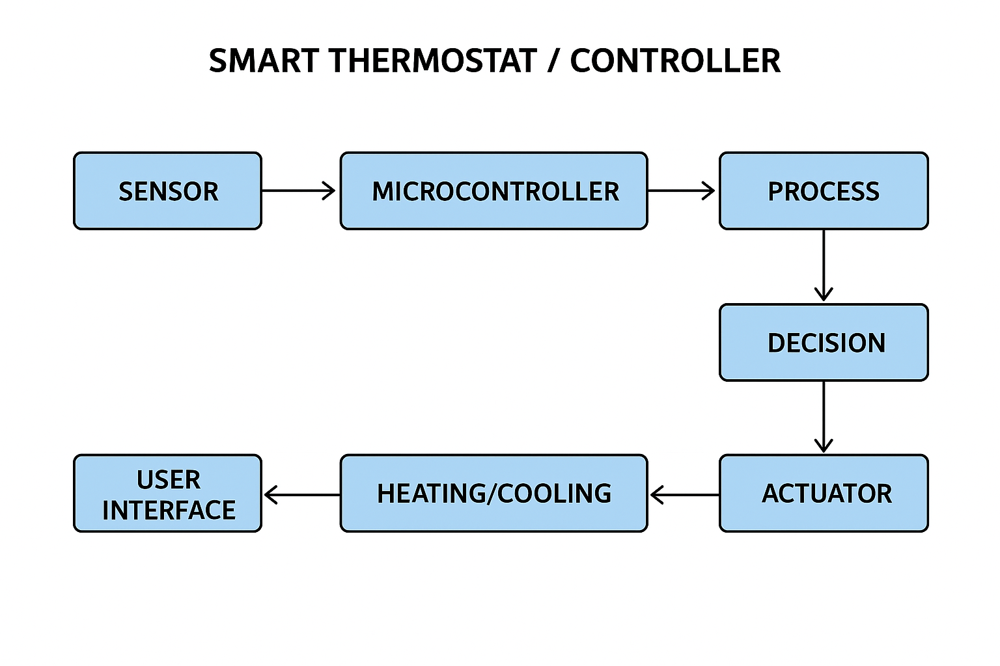 SMART THERMOSTAT / CONTROLLER
SENSOR
MICROCONTROLLER
PROCESS
DECISION
ACTUATOR
HEATING/COOLING
USER
INTERFACE